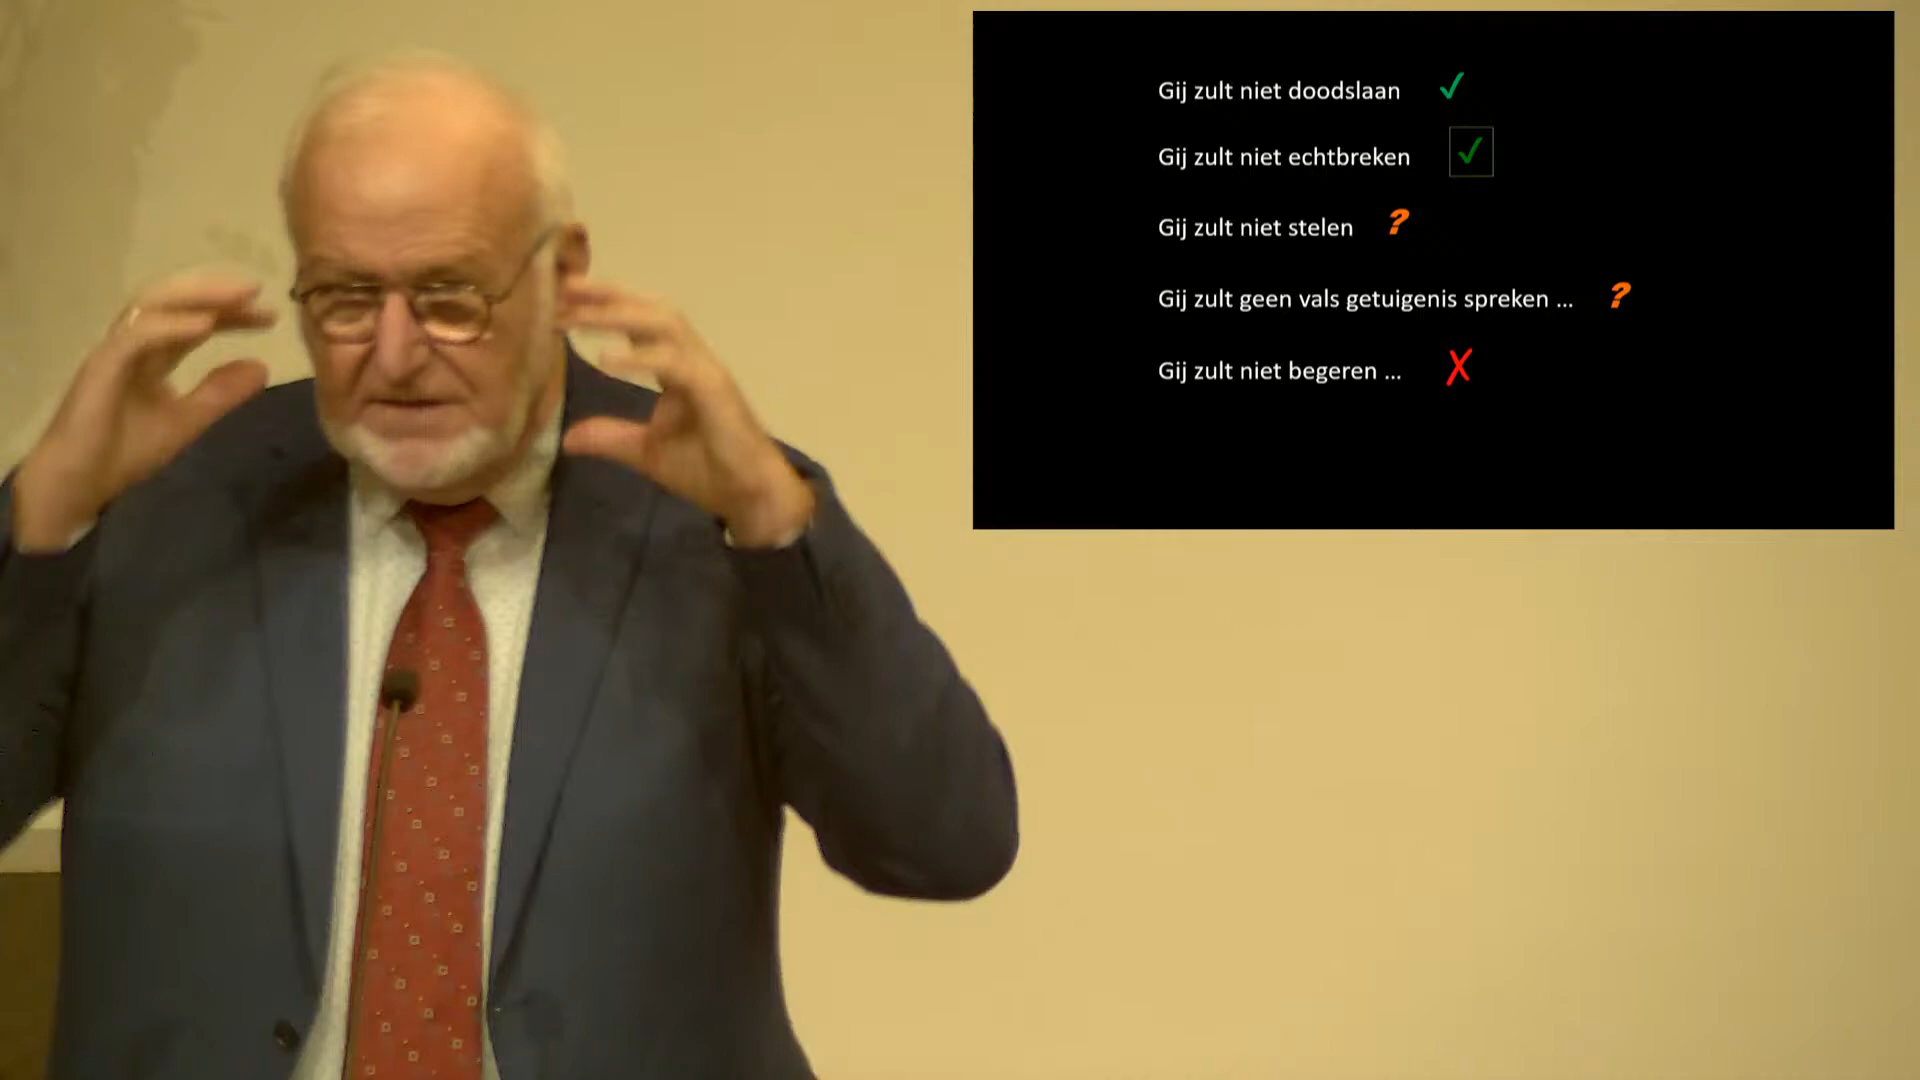 Gij zult niet doodslaan ✓
Gij zult niet echtbreken ✓
Gij zult niet stelen ?
Gij zult geen vals getuigenis spreken ... ?
Gij zult niet begeren ... ✗